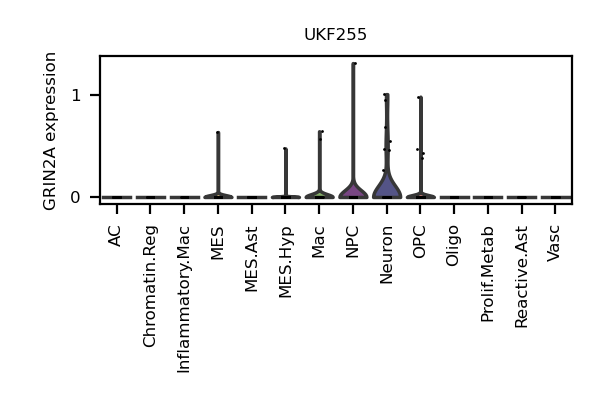 UKF255
GRIN2A expression
1
0
AC
Chromatin.Reg
Inflammatory.Mac
MES
MES.Ast
MES.Hyp
Mac
NPC
Neuron
OPC
Oligo
Prolif.Metab
Reactive.Ast
Vasc